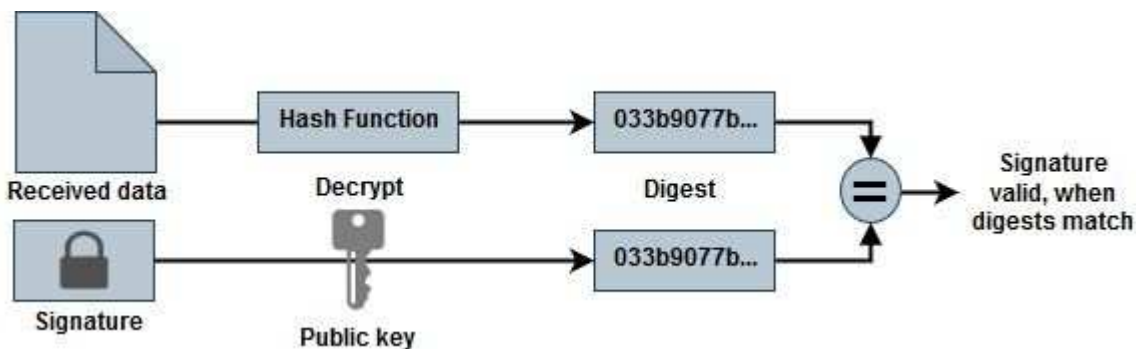 Hash Function
033b9077b...
Received data
Decrypt
Digest
Signature
valid, when
digests match
033b9077b...
Signature
Public key